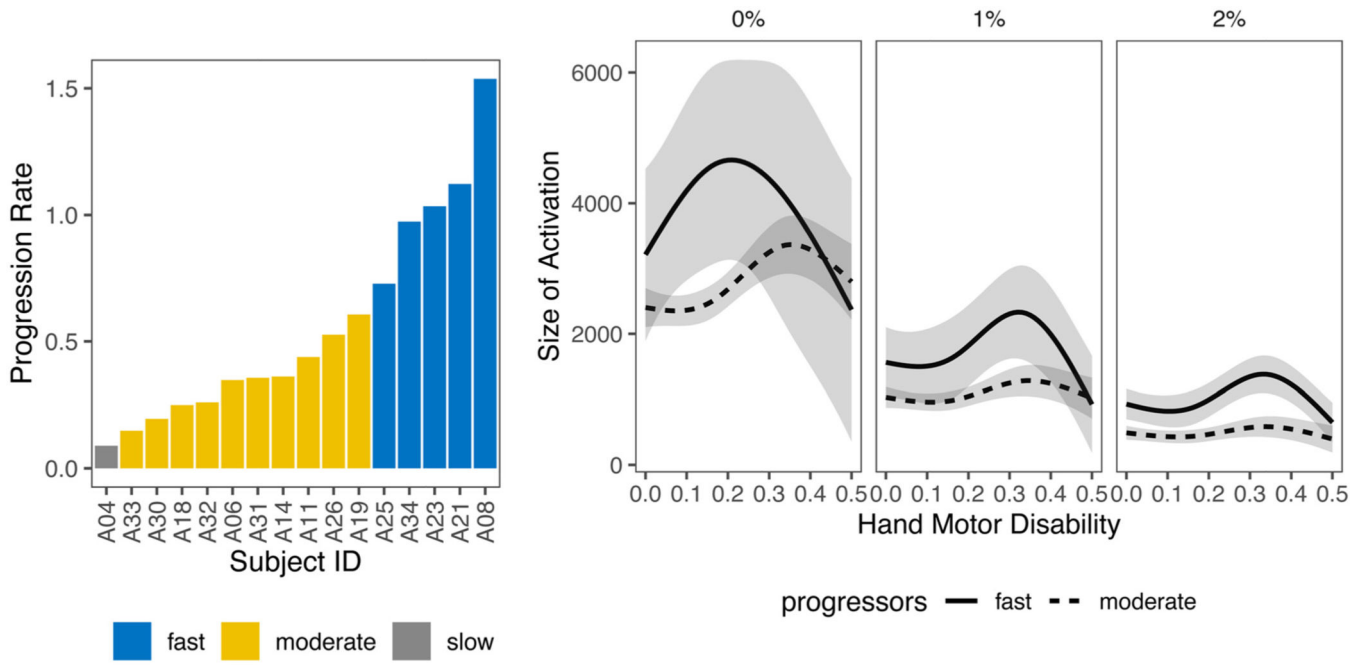 Progression Rate
1.5
1.0
0.5
0.0
A04 A33 A30 A18 A32 A06 A31 A14 A11 A26 A19 A25 A34 A23 A21 A08
Subject ID
fast moderate slow
0% 1% 2%
Size of Activation
6000
4000
2000
0
0.0 0.1 0.2 0.3 0.4 0.5 0.0 0.1 0.2 0.3 0.4 0.5 0.0 0.1 0.2 0.3 0.4 0.5
Hand Motor Disability
progressors fast moderate